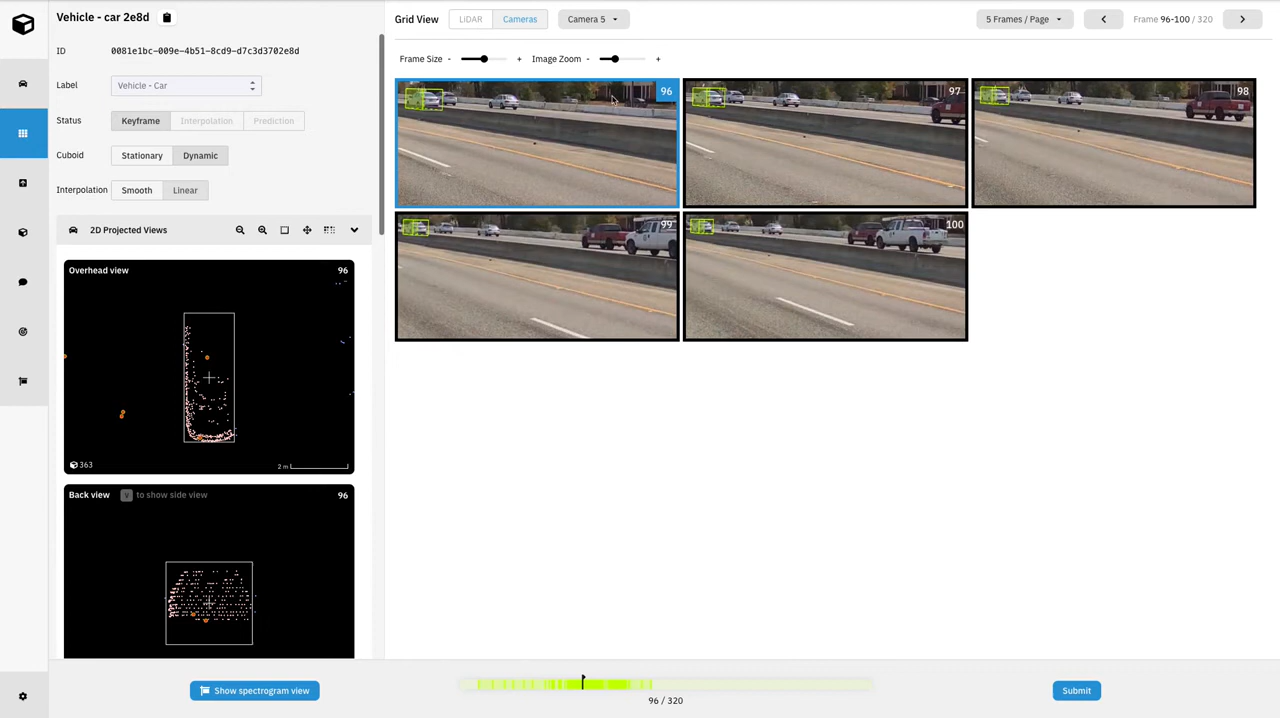 Vehicle - car 2e8d
Grid View LiDAR Cameras Camera 5 5 Frames / Page Frame 96-100 / 320
ID 0081e1bc-009e-4b51-8cd9-d7c3d3702e8d
Frame Size - + Image Zoom - +
Label Vehicle - Car
Status Keyframe Interpolation Prediction
Cuboid Stationary Dynamic
Interpolation Smooth Linear
2D Projected Views
Overhead view 96
363 2 m
Back view v to show side view 96
96 97 98
99 100
Show spectrogram view
96 / 320
Submit